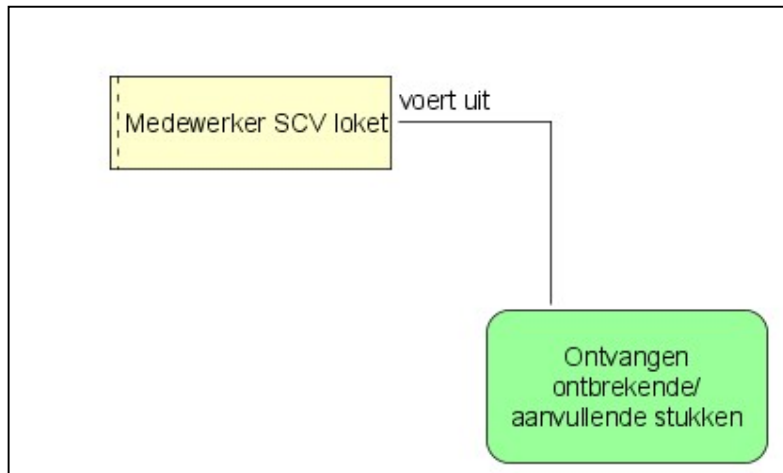 Medewerker SCV loket
voert uit
Ontvangen
ontbrekende/
aanvullende stukken